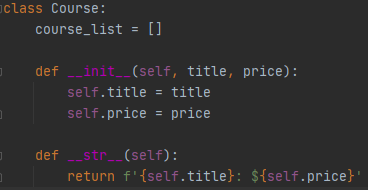 class Course:
    course_list = []

    def __init__(self, title, price):
        self.title = title
        self.price = price

    def __str__(self):
        return f'{self.title}: ${self.price}'